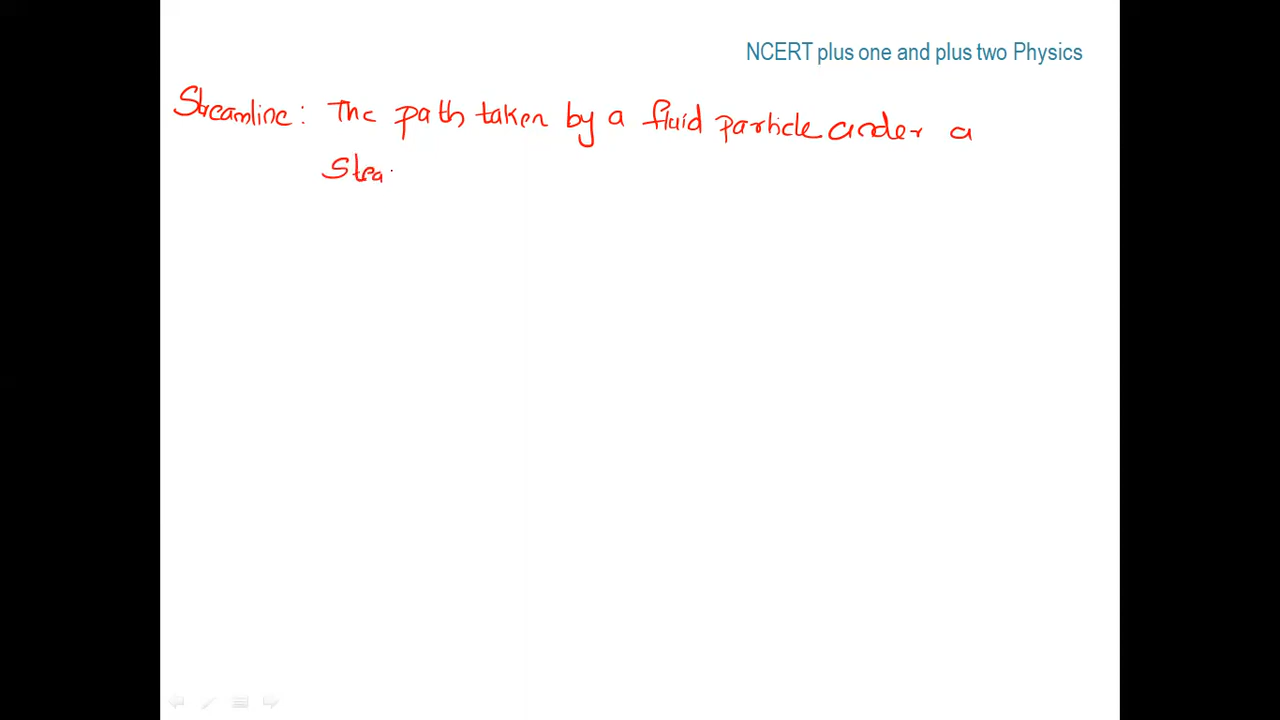 NCERT plus one and plus two Physics
Streamline: The path taken by a fluid particle under a
Stea